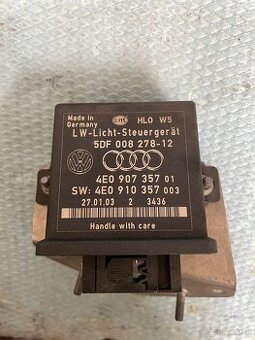 Made in
Germany
HLO W5
LW-Licht-Steuergerät
5DF 008 278-12
4E0 907 357 01
SW: 4E0 910 357 003
27.01.03 2 3436
Handle with care